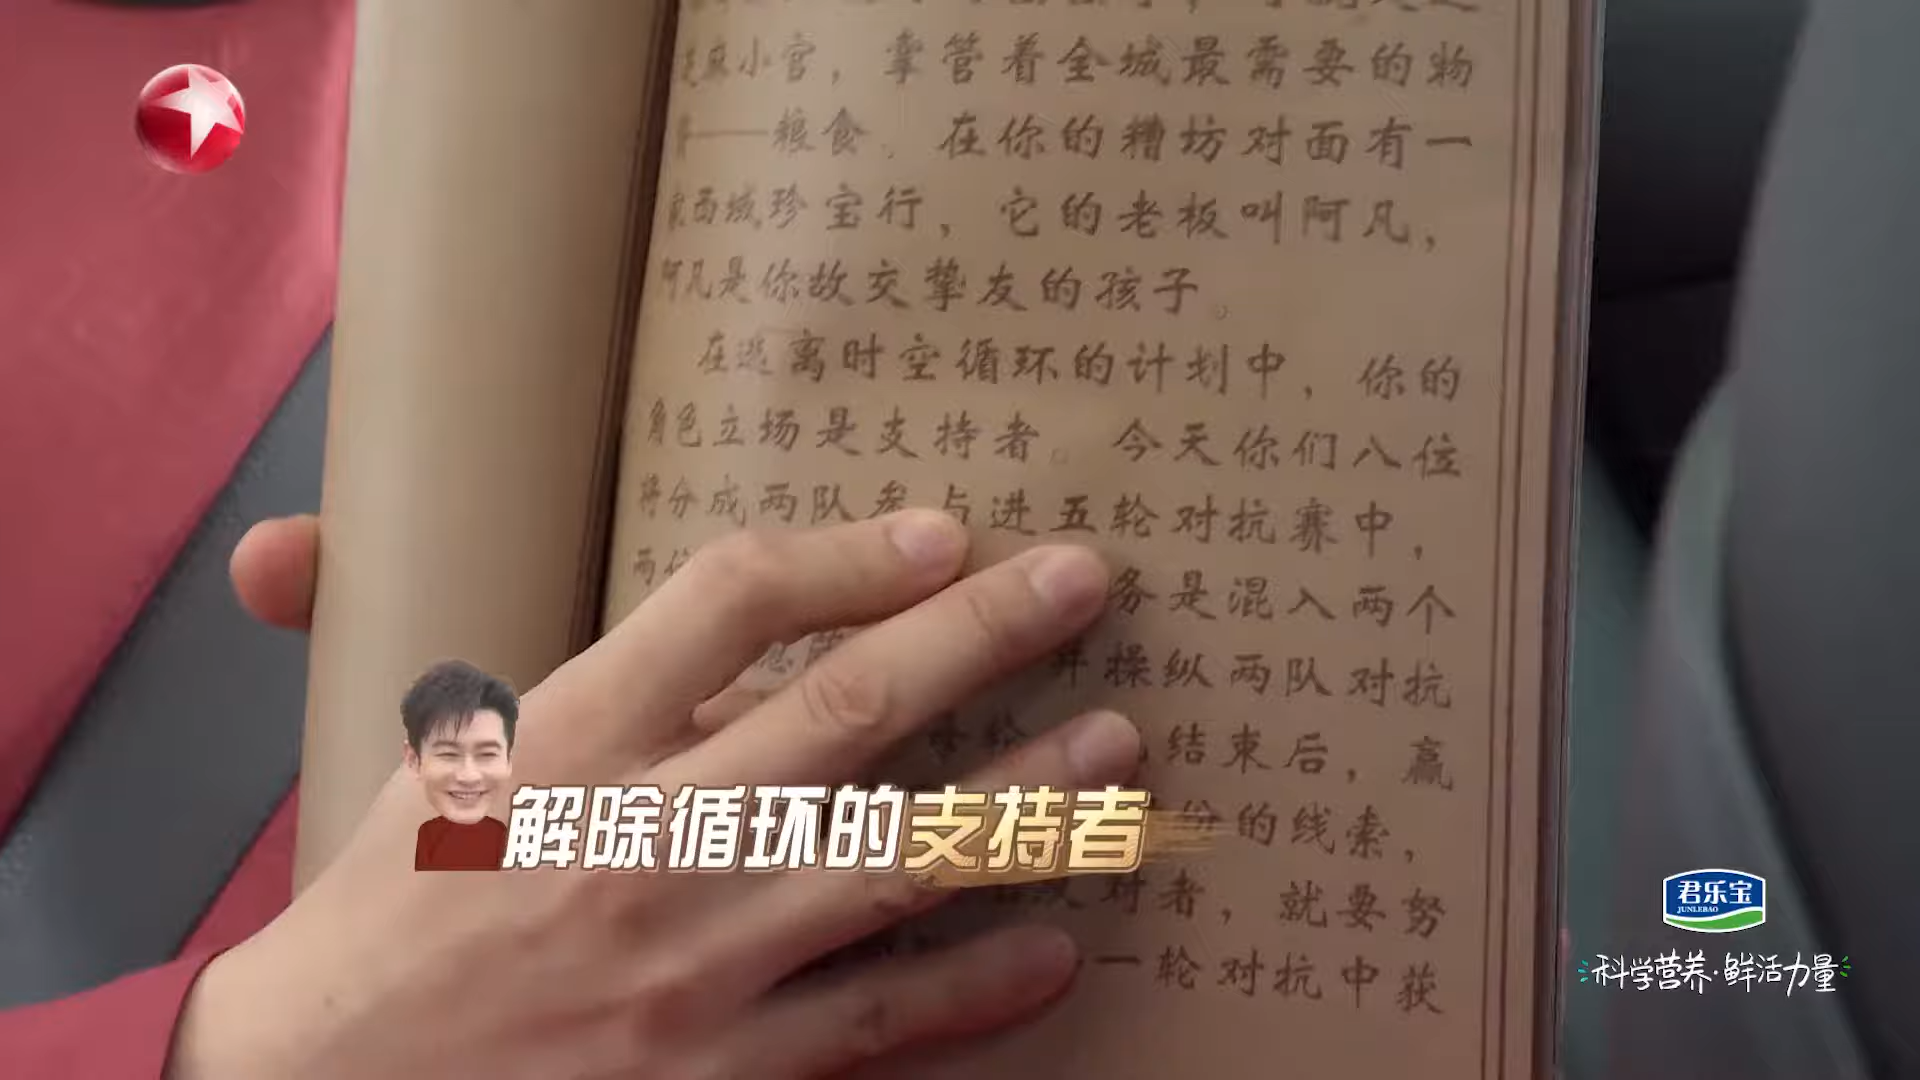 麻小官，掌管着全城最需要的物
——粮食。在你的糟坊对面有一
西域珍宝行，它的老板叫阿凡，
阿凡是你故交挚友的孩子。
在逃离时空循环的计划中，你的
角色立场是支持者。今天你们八位
将分成两队参与进五轮对抗赛中，
两位
务是混入两个
并操纵两队对抗
每轮
结束后，赢
份的线索，
反对者，就要努
一轮对抗中获
解除循环的支持者
君乐宝
JUNLEBAO
科学营养·鲜活力量